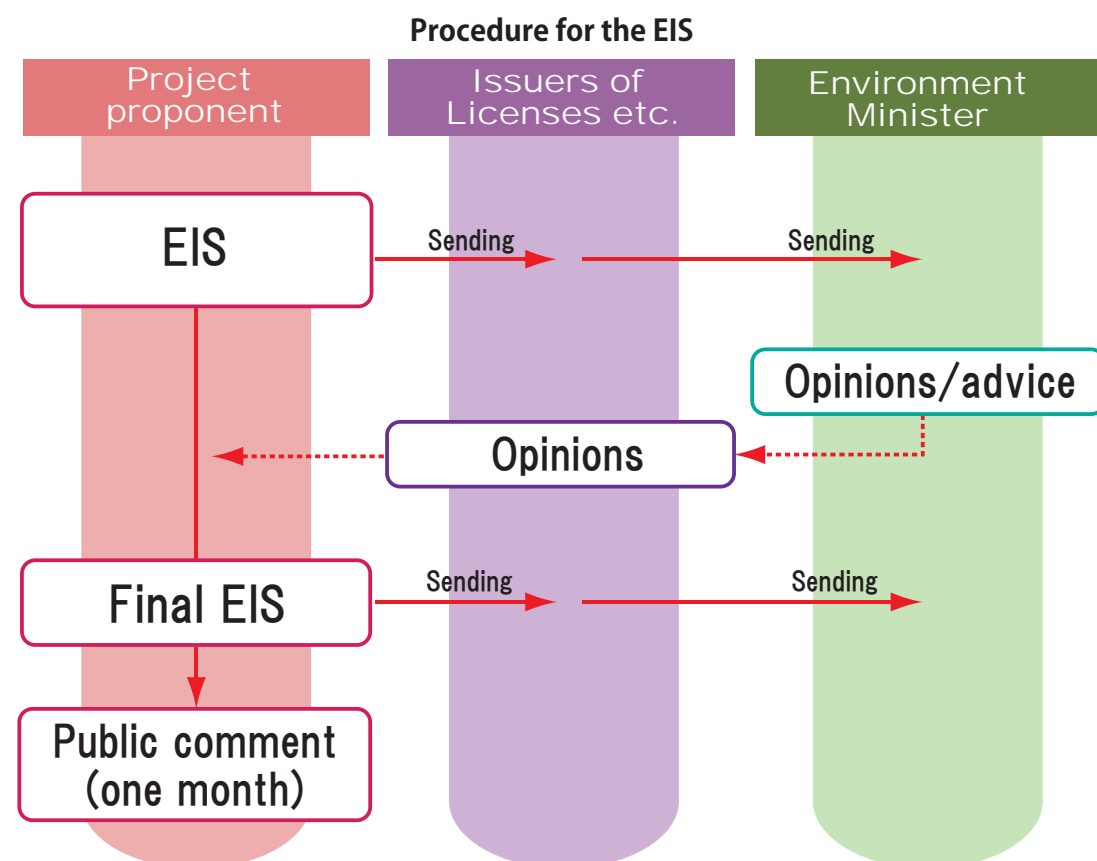 Procedure for the EIS
Project
proponent
Issuers of
Licenses etc.
Environment
Minister
EIS
Sending
Sending
Opinions/advice
Opinions
Final EIS
Sending
Sending
Public comment
(one month)